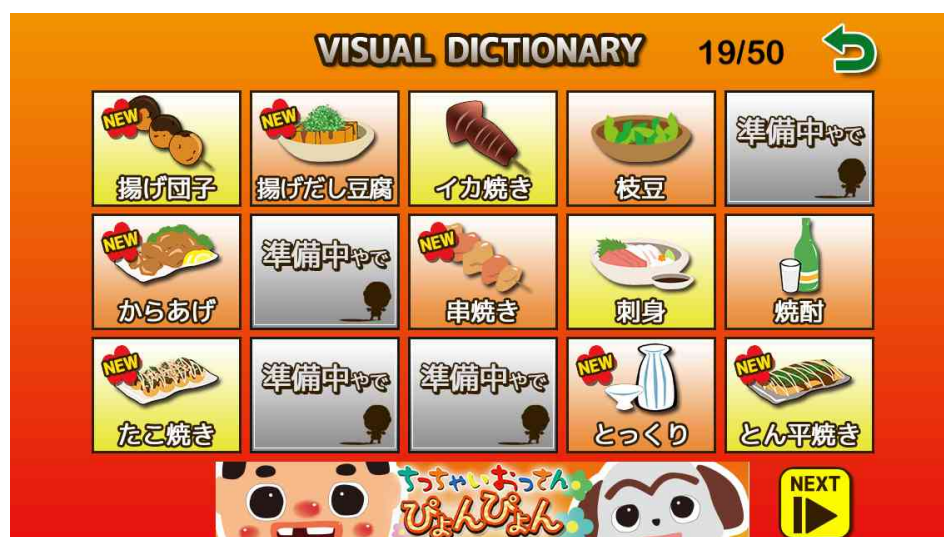 VISUAL DICTIONARY 19/50
NEW 揚げ団子
NEW 揚げだし豆腐
イカ焼き
枝豆
準備中やで
NEW からあげ
準備中やで
NEW 串焼き
刺身
焼酎
NEW たこ焼き
準備中やで
準備中やで
NEW とっくり
NEW とん平焼き
ちっちゃいおっさん
ぴょんぴょん
NEXT